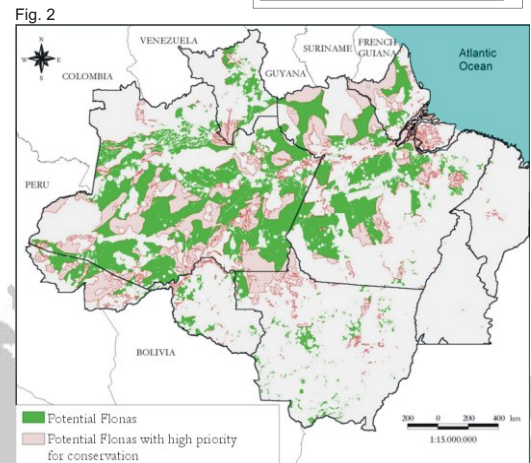 Fig. 2
N
W E
S
VENEZUELA
SURINAME
FRENCH
GUIANA
GUYANA
COLOMBIA
Atlantic
Ocean
PERU
BOLIVIA
Potential Flonas
Potential Flonas with high priority
for conservation
200 0 200 400 km
1:15.000.000